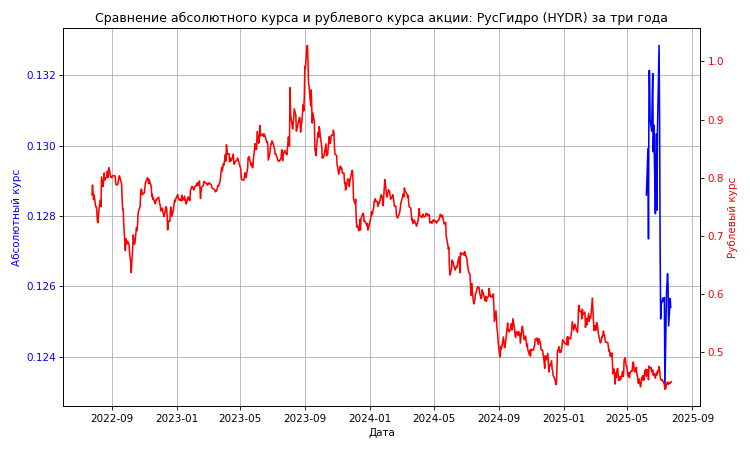 Сравнение абсолютного курса и рублевого курса акции: РусГидро (HYDR) за три года
0.132
0.130
0.128
0.126
0.124
Абсолютный курс
1.0
0.9
0.8
0.7
0.6
0.5
Рублевый курс
2022-09 2023-01 2023-05 2023-09 2024-01 2024-05 2024-09 2025-01 2025-05 2025-09
Дата